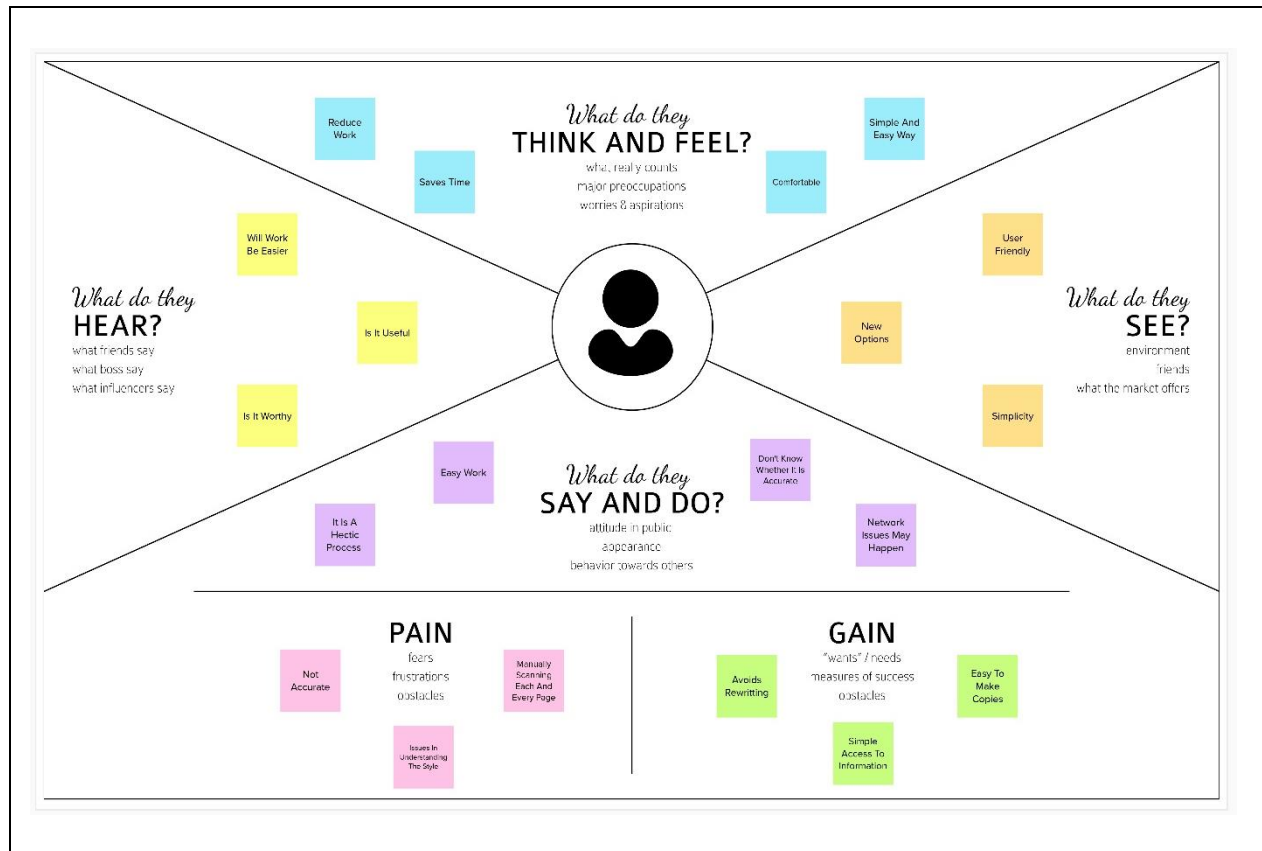 What do they
THINK AND FEEL?
what really counts
major preoccupations
worries & aspirations
Reduce
Work
Saves Time
Simple And
Easy Way
Comfortable
What do they
HEAR?
what friends say
what boss say
what influencers say
Will Work
Be Easier
Is It Useful
Is It Worthy
What do they
SEE?
environment
friends
what the market offers
User
Friendly
New
Options
Simplicity
What do they
SAY AND DO?
attitude in public
appearance
behavior towards others
Easy Work
It Is A
Hectic
Process
Don't Know
Whether It Is
Accurate
Network
Issues May
Happen
PAIN
fears
frustrations
obstacles
Not
Accurate
Manually
Scanning
Each And
Every Page
Issues In
Understanding
The Style
GAIN
"wants" / needs
measures of success
obstacles
Avoids
Rewritting
Easy To
Make
Copies
Simple
Access To
Information